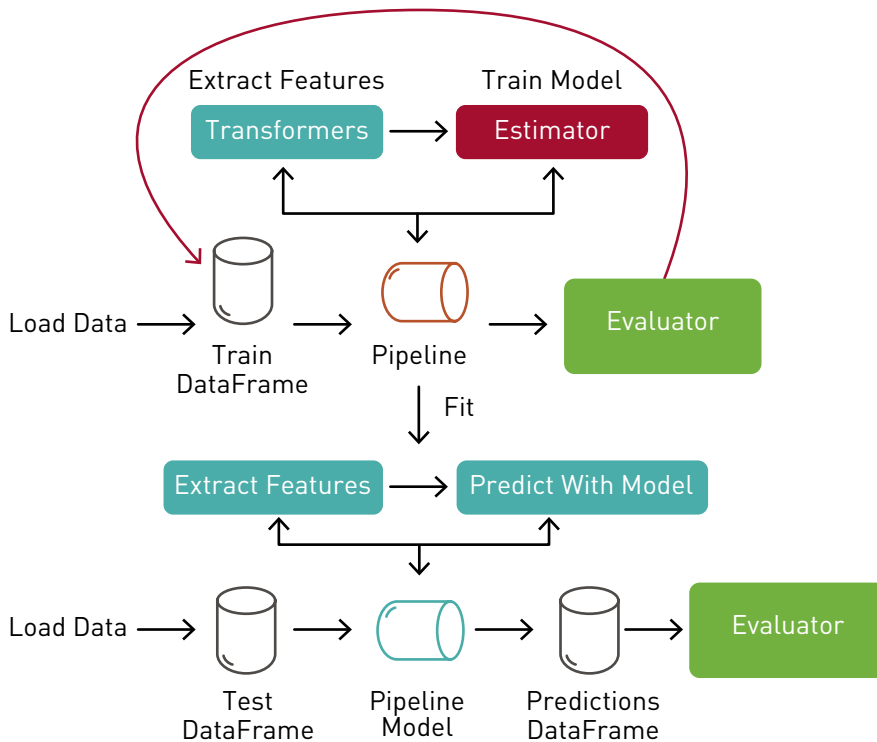 Extract Features
Train Model
Transformers
Estimator
Load Data
Train
DataFrame
Pipeline
Evaluator
Fit
Extract Features
Predict With Model
Load Data
Test
DataFrame
Pipeline
Model
Predictions
DataFrame
Evaluator